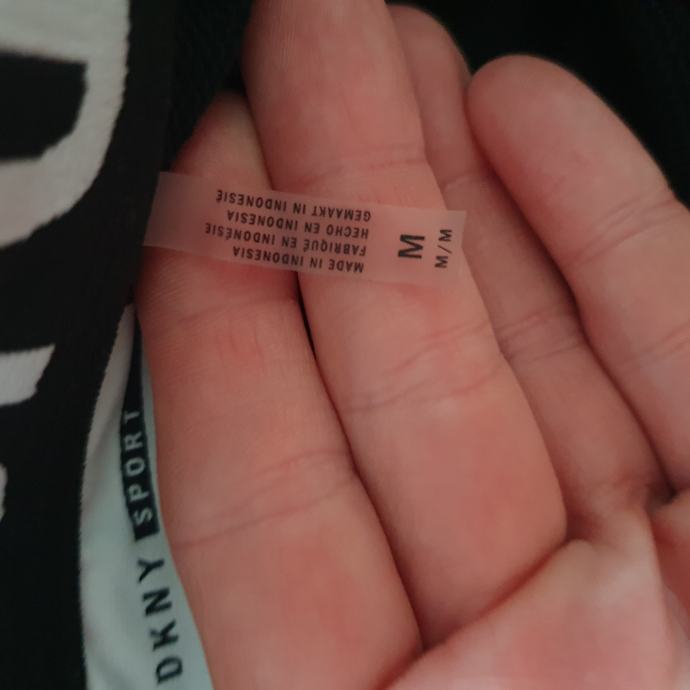 MADE IN INDONESIA
FABRIQUÉ EN INDONÉSIE
HECHO EN INDONESIA
GEMAAKT IN INDONESIË
M
M/M
DKNY SPORT